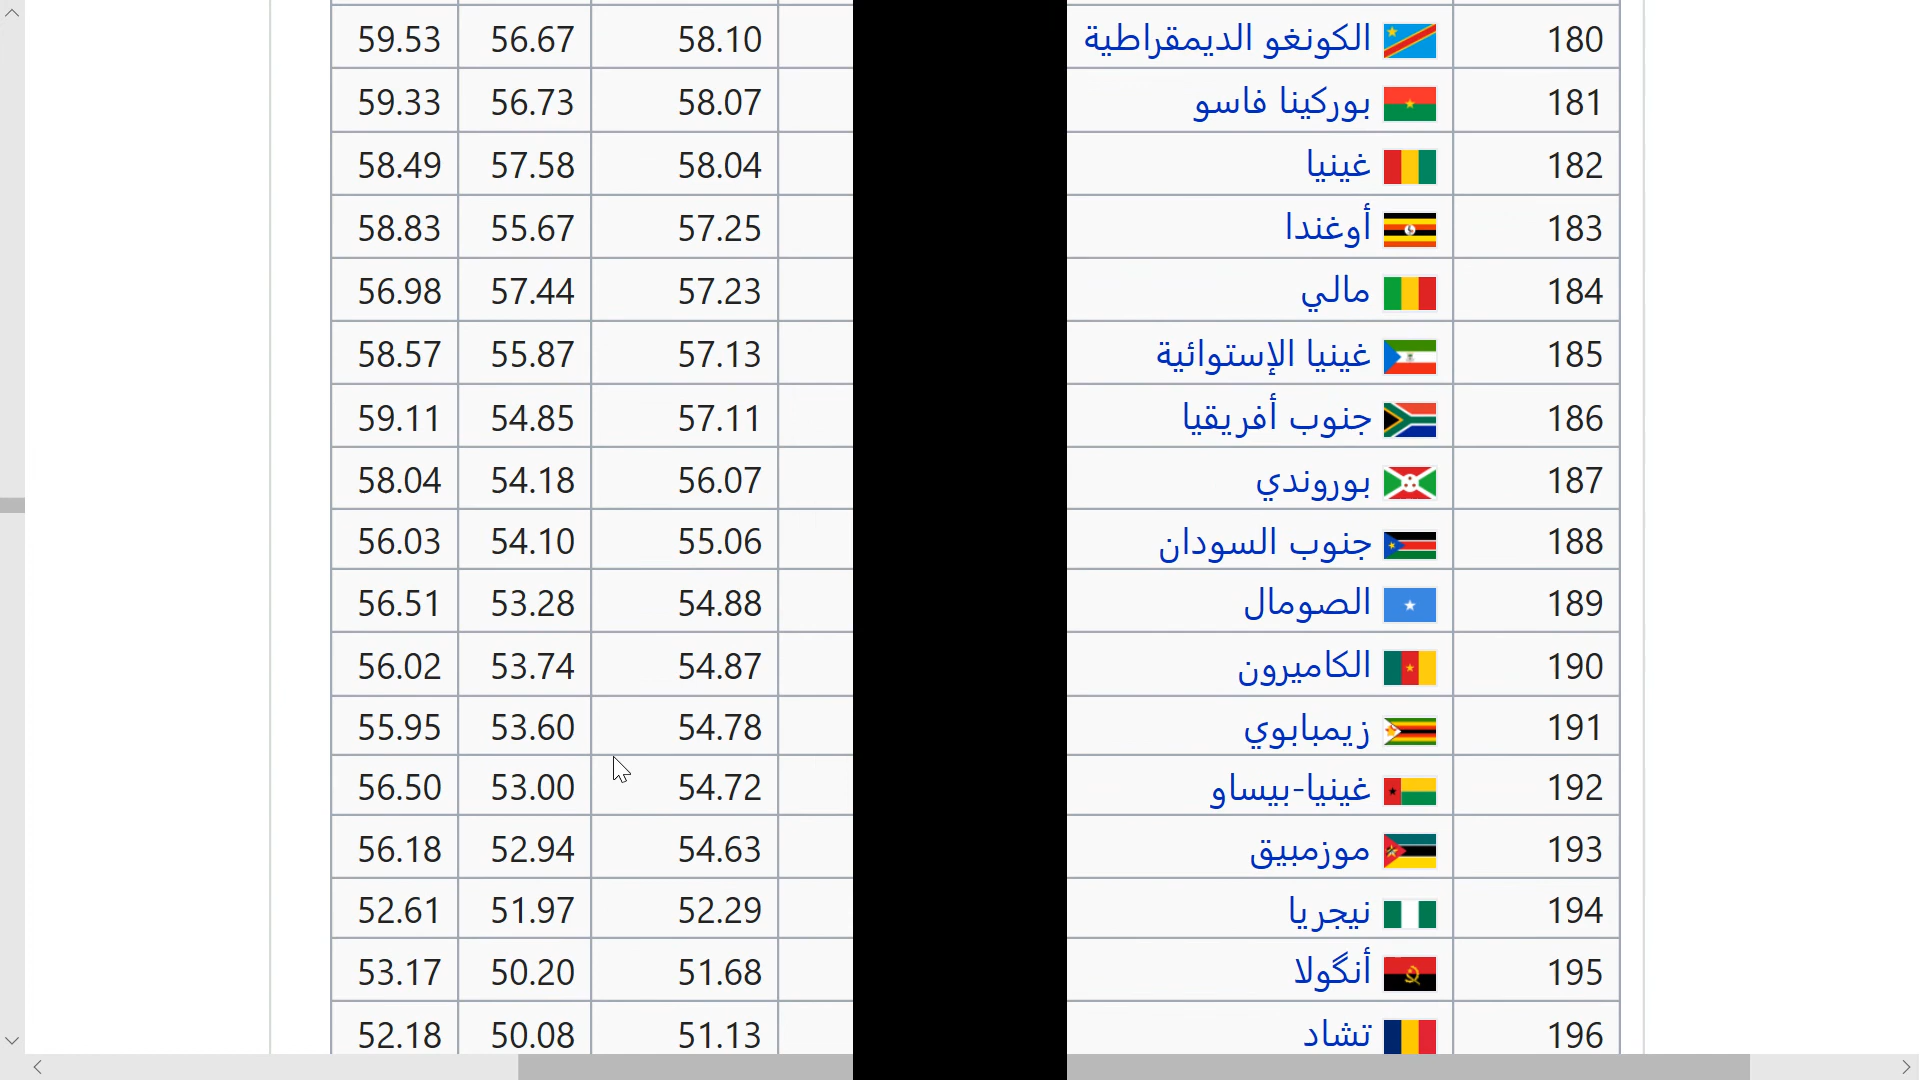 180 الكونغو الديمقراطية 58.10 56.67 59.53
181 بوركينا فاسو 58.07 56.73 59.33
182 غينيا 58.04 57.58 58.49
183 أوغندا 57.25 55.67 58.83
184 مالي 57.23 57.44 56.98
185 غينيا الإستوائية 57.13 55.87 58.57
186 جنوب أفريقيا 57.11 54.85 59.11
187 بوروندي 56.07 54.18 58.04
188 جنوب السودان 55.06 54.10 56.03
189 الصومال 54.88 53.28 56.51
190 الكاميرون 54.87 53.74 56.02
191 زيمبابوي 54.78 53.60 55.95
192 غينيا-بيساو 54.72 53.00 56.50
193 موزمبيق 54.63 52.94 56.18
194 نيجريا 52.29 51.97 52.61
195 أنگولا 51.68 50.20 53.17
196 تشاد 51.13 50.08 52.18